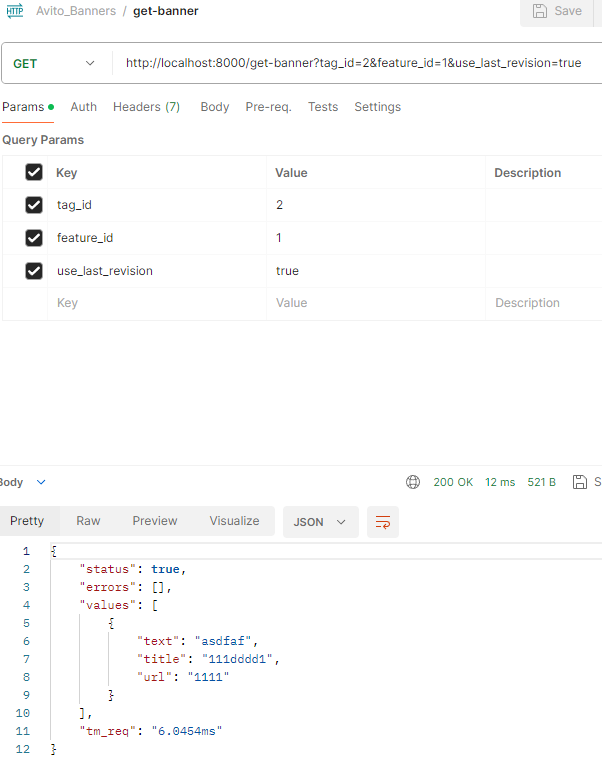 HTTP Avito_Banners / get-banner Save
GET http://localhost:8000/get-banner?tag_id=2&feature_id=1&use_last_revision=true
Params Auth Headers (7) Body Pre-req. Tests Settings
Query Params
Key Value Description
tag_id 2
feature_id 1
use_last_revision true
Key Value Description
Body 200 OK 12 ms 521 B S
Pretty Raw Preview Visualize JSON
1 {
2 "status": true,
3 "errors": [],
4 "values": [
5 {
6 "text": "asdfaf",
7 "title": "111dddd1",
8 "url": "1111"
9 }
10 ],
11 "tm_req": "6.0454ms"
12 }